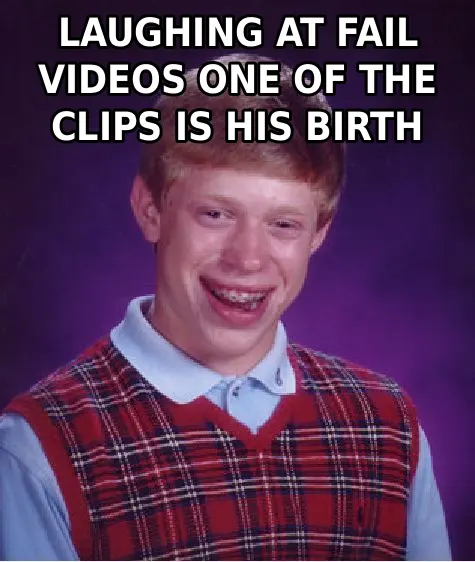 LAUGHING AT FAIL
VIDEOS ONE OF THE
CLIPS IS HIS BIRTH